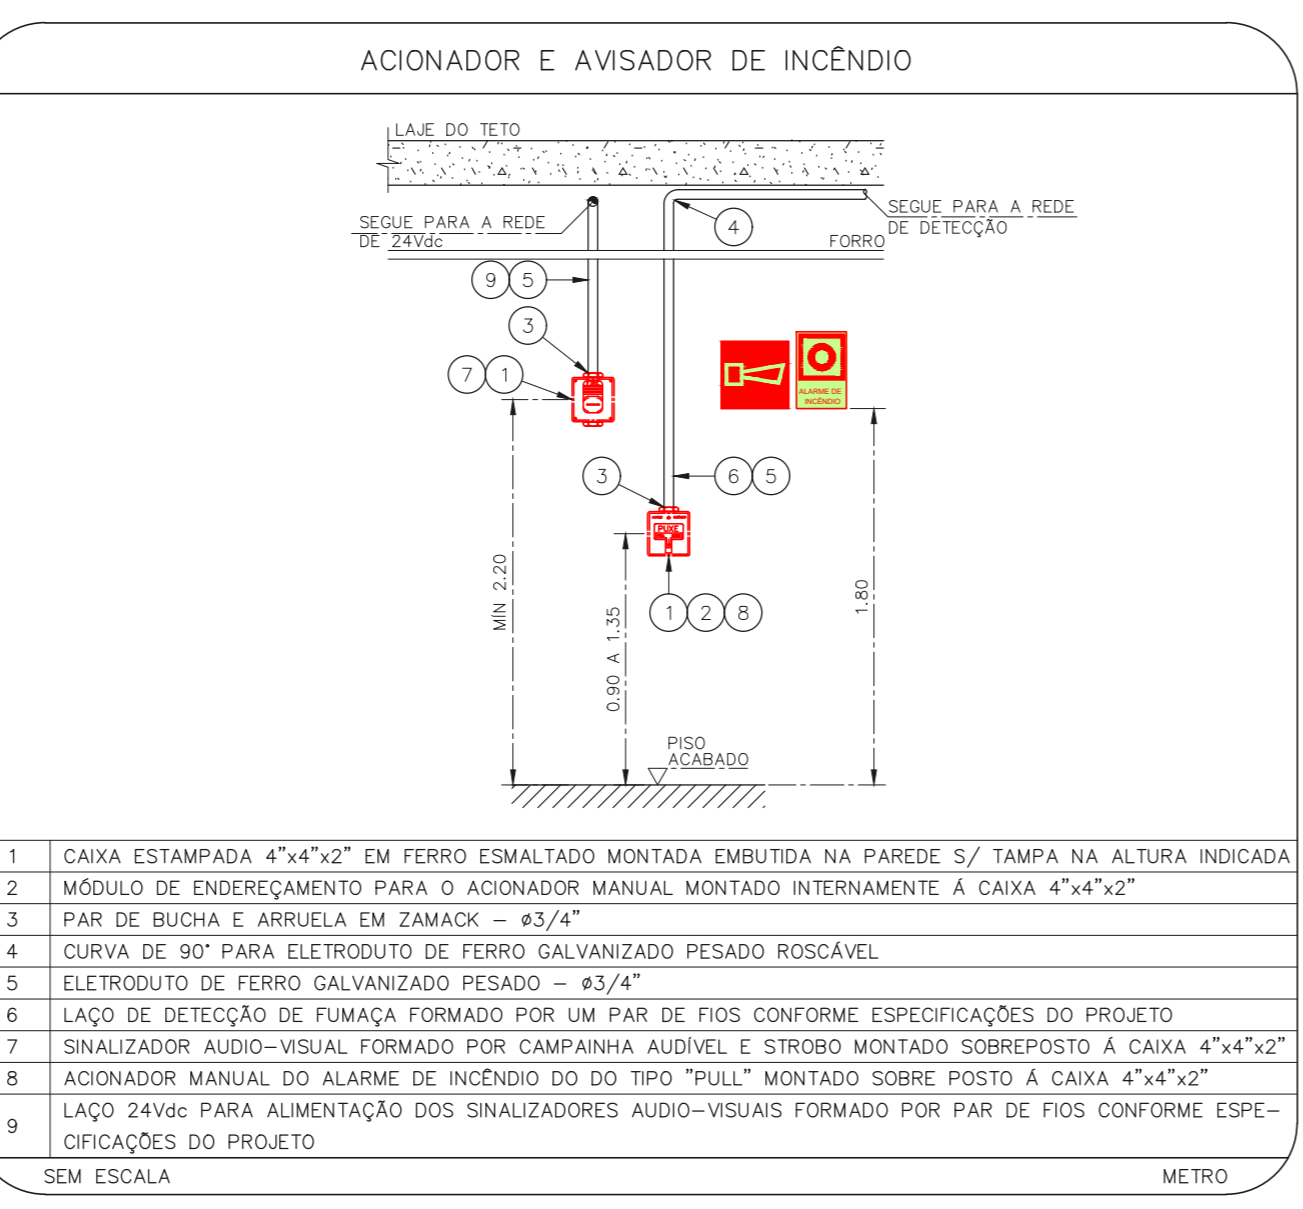 ACIONADOR E AVISADOR DE INCÊNDIO
LAJE DO TETO
SEGUE PARA A REDE
DE 24Vdc
4
SEGUE PARA A REDE
DE DETECÇÃO
FORRO
9 5
3
7 1
ALARME DE
INCÊNDIO
3
6 5
PUXE
MÍN 2.20
0.90 A 1.35
1 2 8
1.80
PISO
ACABADO
1 CAIXA ESTAMPADA 4"x4"x2" EM FERRO ESMALTADO MONTADA EMBUTIDA NA PAREDE S/ TAMPA NA ALTURA INDICADA
2 MÓDULO DE ENDEREÇAMENTO PARA O ACIONADOR MANUAL MONTADO INTERNAMENTE Á CAIXA 4"x4"x2"
3 PAR DE BUCHA E ARRUELA EM ZAMACK – ø3/4"
4 CURVA DE 90° PARA ELETRODUTO DE FERRO GALVANIZADO PESADO ROSCÁVEL
5 ELETRODUTO DE FERRO GALVANIZADO PESADO – ø3/4"
6 LAÇO DE DETECÇÃO DE FUMAÇA FORMADO POR UM PAR DE FIOS CONFORME ESPECIFICAÇÕES DO PROJETO
7 SINALIZADOR AUDIO–VISUAL FORMADO POR CAMPAINHA AUDÍVEL E STROBO MONTADO SOBREPOSTO Á CAIXA 4"x4"x2"
8 ACIONADOR MANUAL DO ALARME DE INCÊNDIO DO DO TIPO "PULL" MONTADO SOBRE POSTO Á CAIXA 4"x4"x2"
9 LAÇO 24Vdc PARA ALIMENTAÇÃO DOS SINALIZADORES AUDIO–VISUAIS FORMADO POR PAR DE FIOS CONFORME ESPE–
CIFICAÇÕES DO PROJETO
SEM ESCALA METRO